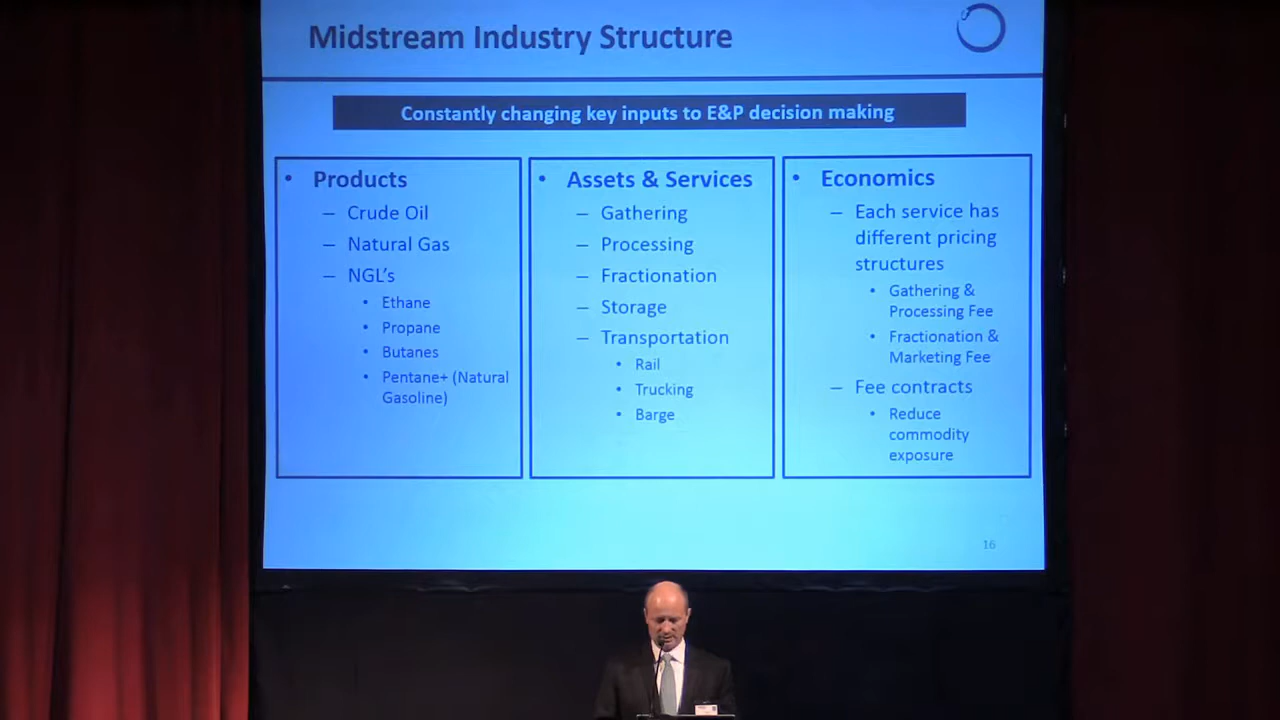 Midstream Industry Structure
Constantly changing key inputs to E&P decision making
• Products
– Crude Oil
– Natural Gas
– NGL's
• Ethane
• Propane
• Butanes
• Pentane+ (Natural
Gasoline)
• Assets & Services
– Gathering
– Processing
– Fractionation
– Storage
– Transportation
• Rail
• Trucking
• Barge
• Economics
– Each service has
different pricing
structures
• Gathering &
Processing Fee
• Fractionation &
Marketing Fee
– Fee contracts
• Reduce
commodity
exposure
16